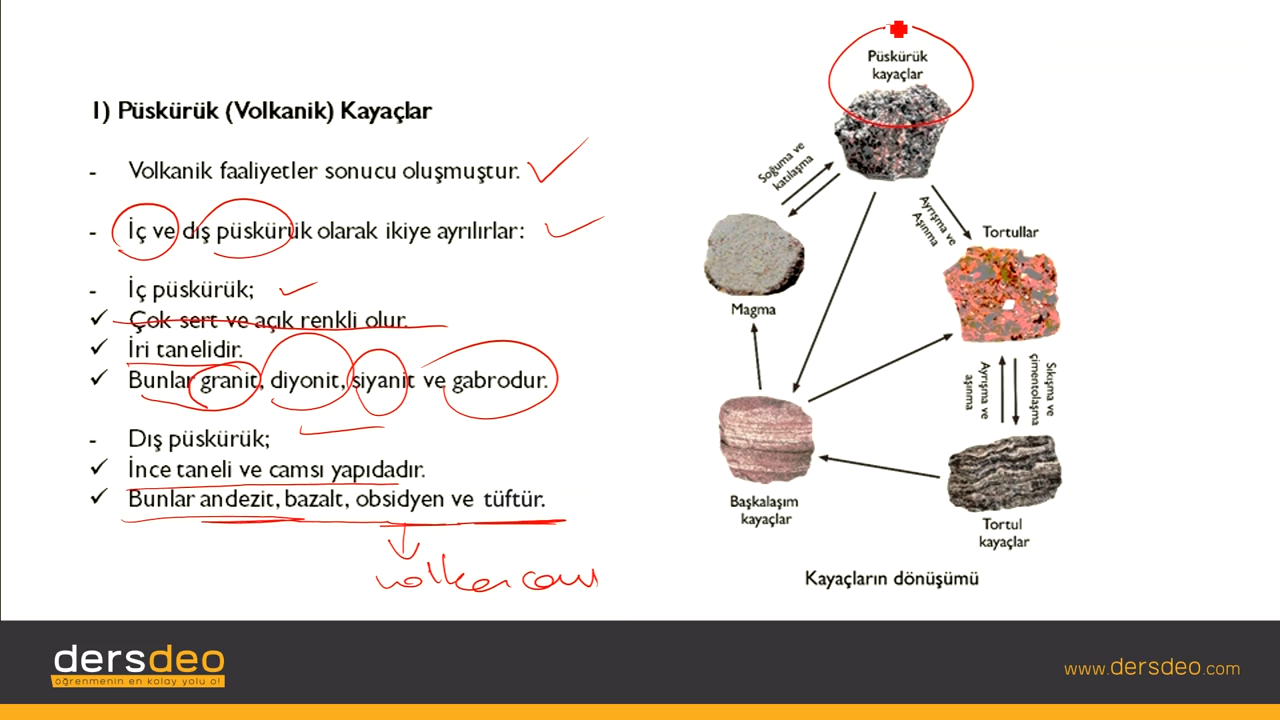 1) Püskürük (Volkanik) Kayaçlar
- Volkanik faaliyetler sonucu oluşmuştur.
- İç ve dış püskürük olarak ikiye ayrılırlar:
- İç püskürük;
✓ Çok sert ve açık renkli olur.
✓ İri tanelidir.
✓ Bunlar granit, diyonit, siyanit ve gabrodur.
- Dış püskürük;
✓ İnce taneli ve camsı yapıdadır.
✓ Bunlar andezit, bazalt, obsidyen ve tüftür.
volkan camı
Püskürük
kayaçlar
Soğuma ve
katılaşma
Ayrışma ve
Aşınma
Tortullar
Magma
Ayrışma ve
aşınma
Sıkışma ve
çimentolaşma
Başkalaşım
kayaçlar
Tortul
kayaçlar
Kayaçların dönüşümü
dersdeo
öğrenmenin en kolay yolu o!
www.dersdeo.com